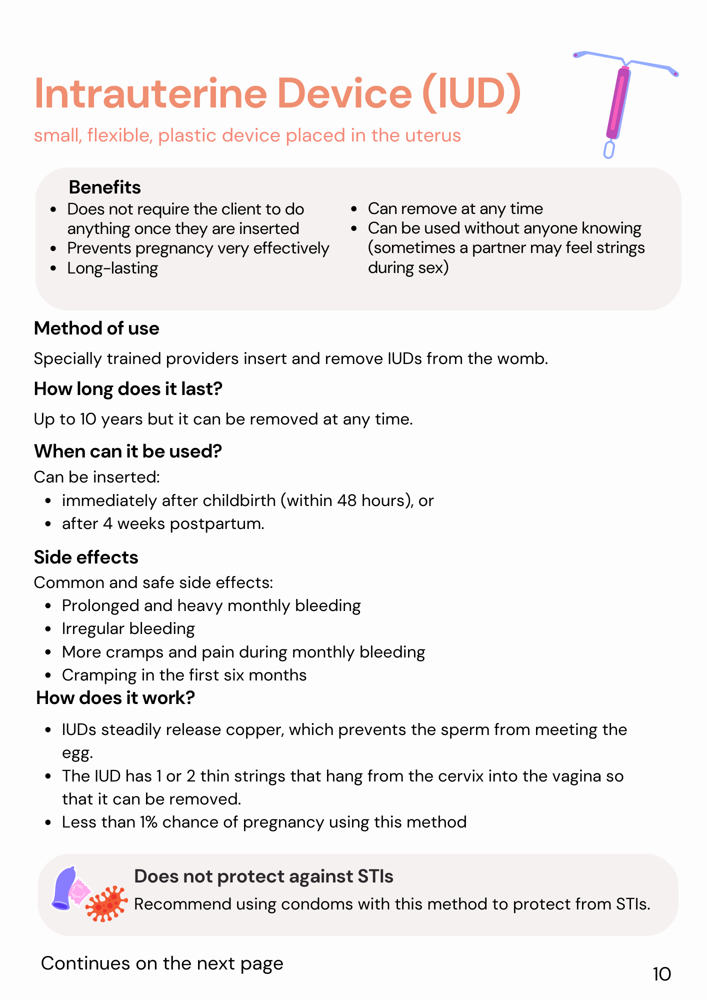 Intrauterine Device (IUD)
small, flexible, plastic device placed in the uterus
Benefits
• Does not require the client to do
anything once they are inserted
• Prevents pregnancy very effectively
• Long-lasting
• Can remove at any time
• Can be used without anyone knowing
(sometimes a partner may feel strings
during sex)
Method of use
Specially trained providers insert and remove IUDs from the womb.
How long does it last?
Up to 10 years but it can be removed at any time.
When can it be used?
Can be inserted:
• immediately after childbirth (within 48 hours), or
• after 4 weeks postpartum.
Side effects
Common and safe side effects:
• Prolonged and heavy monthly bleeding
• Irregular bleeding
• More cramps and pain during monthly bleeding
• Cramping in the first six months
How does it work?
• IUDs steadily release copper, which prevents the sperm from meeting the
egg.
• The IUD has 1 or 2 thin strings that hang from the cervix into the vagina so
that it can be removed.
• Less than 1% chance of pregnancy using this method
Does not protect against STIs
Recommend using condoms with this method to protect from STIs.
Continues on the next page
10